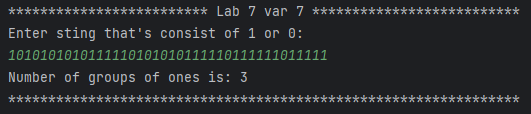 ************************* Lab 7 var 7 **************************
Enter sting that's consist of 1 or 0:
1010101010111110101010111110111111011111
Number of groups of ones is: 3
****************************************************************